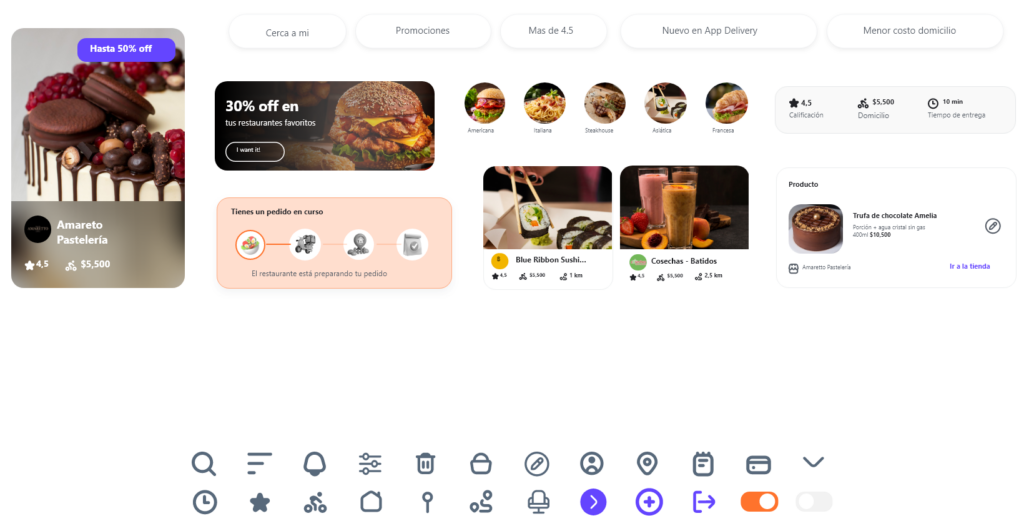 Cerca a mi
Promociones
Mas de 4.5
Nuevo en App Delivery
Menor costo domicilio
Hasta 50% off
Amareto
Pastelería
4,5
$5,500
30% off en
tus restaurantes favoritos
I want it!
Americana
Italiana
Steakhouse
Asiática
Francesa
4,5
Calificación
$5,500
Domicilio
10 min
Tiempo de entrega
Tienes un pedido en curso
El restaurante está preparando tu pedido
Blue Ribbon Sushi...
4,5
$5,500
1 km
Cosechas - Batidos
4,5
$5,500
2,5 km
Producto
Trufa de chocolate Amelia
Porción + agua cristal sin gas
400ml $10,500
Amaretto Pastelería
Ir a la tienda